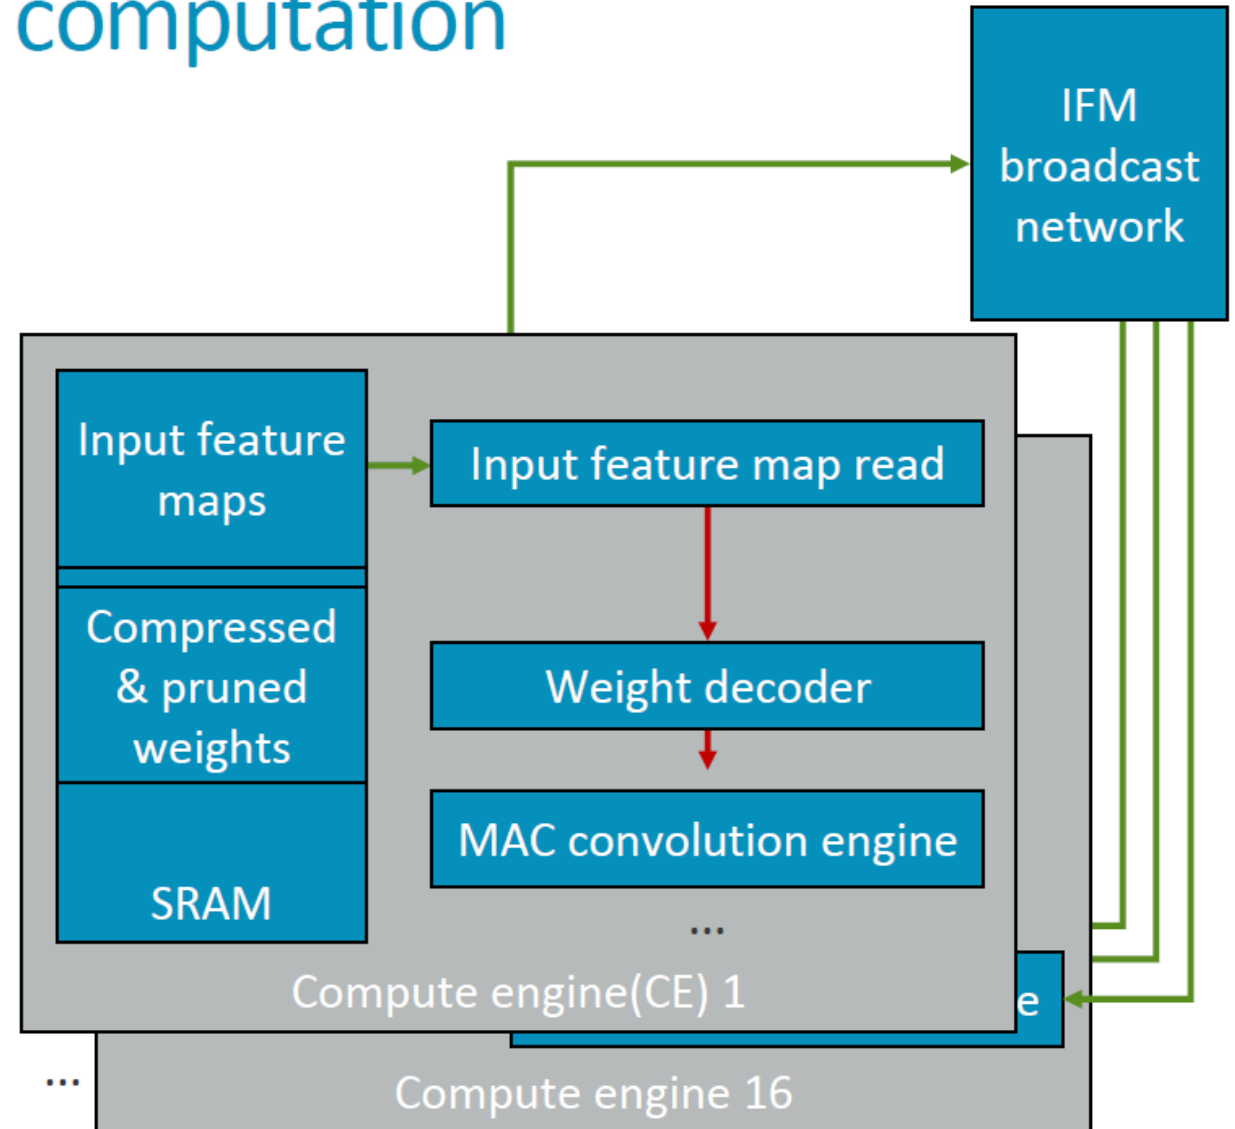 computation
IFM
broadcast
network
Input feature
maps
Input feature map read
Compressed
& pruned
weights
Weight decoder
MAC convolution engine
SRAM
...
Compute engine(CE) 1
e
...
Compute engine 16